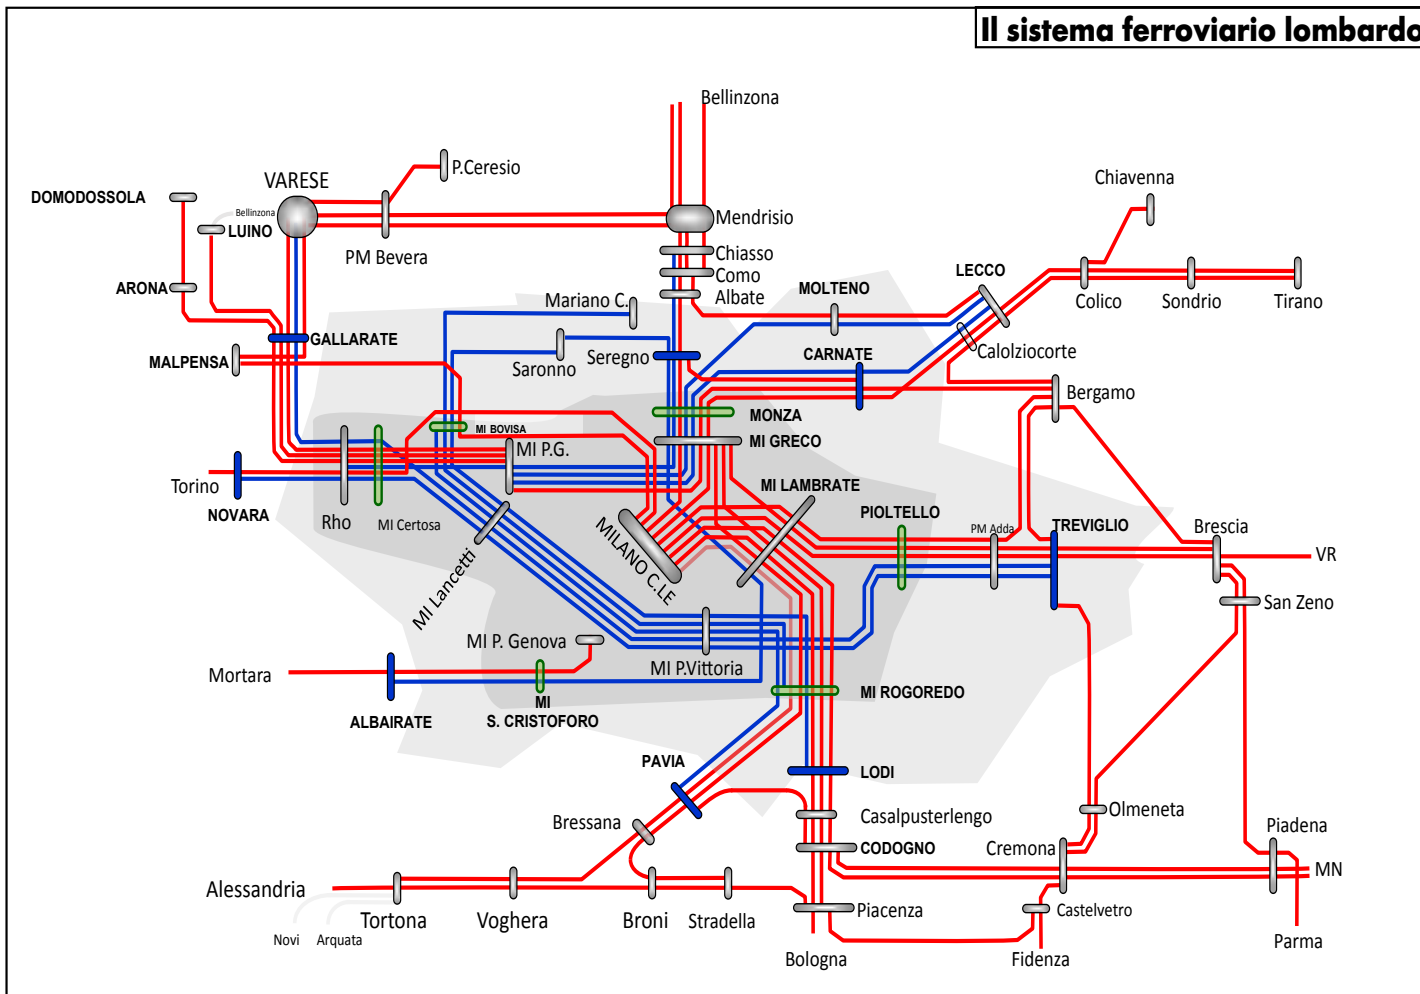 Il sistema ferroviario lombardo
Bellinzona
P.Ceresio
VARESE
Chiavenna
DOMODOSSOLA
Bellinzona
LUINO
Mendrisio
PM Bevera
Chiasso
Como
LECCO
ARONA
Albate
MOLTENO
Colico
Sondrio
Tirano
Mariano C.
GALLARATE
MALPENSA
Saronno
Seregno
CARNATE
Calolziocorte
Bergamo
MI BOVISA
MONZA
MI GRECO
MI P.G.
Torino
NOVARA
Rho
MI Certosa
MI LAMBRATE
PIOLTELLO
PM Adda
TREVIGLIO
Brescia
MI Lancetti
MILANO C.LE
VR
San Zeno
MI P. Genova
MI P.Vittoria
Mortara
ALBAIRATE
MI
S. CRISTOFORO
MI ROGOREDO
PAVIA
LODI
Bressana
Casalpusterlengo
Olmeneta
CODOGNO
Cremona
Piadena
MN
Alessandria
Tortona
Voghera
Broni
Stradella
Piacenza
Castelvetro
Novi
Arquata
Bologna
Fidenza
Parma